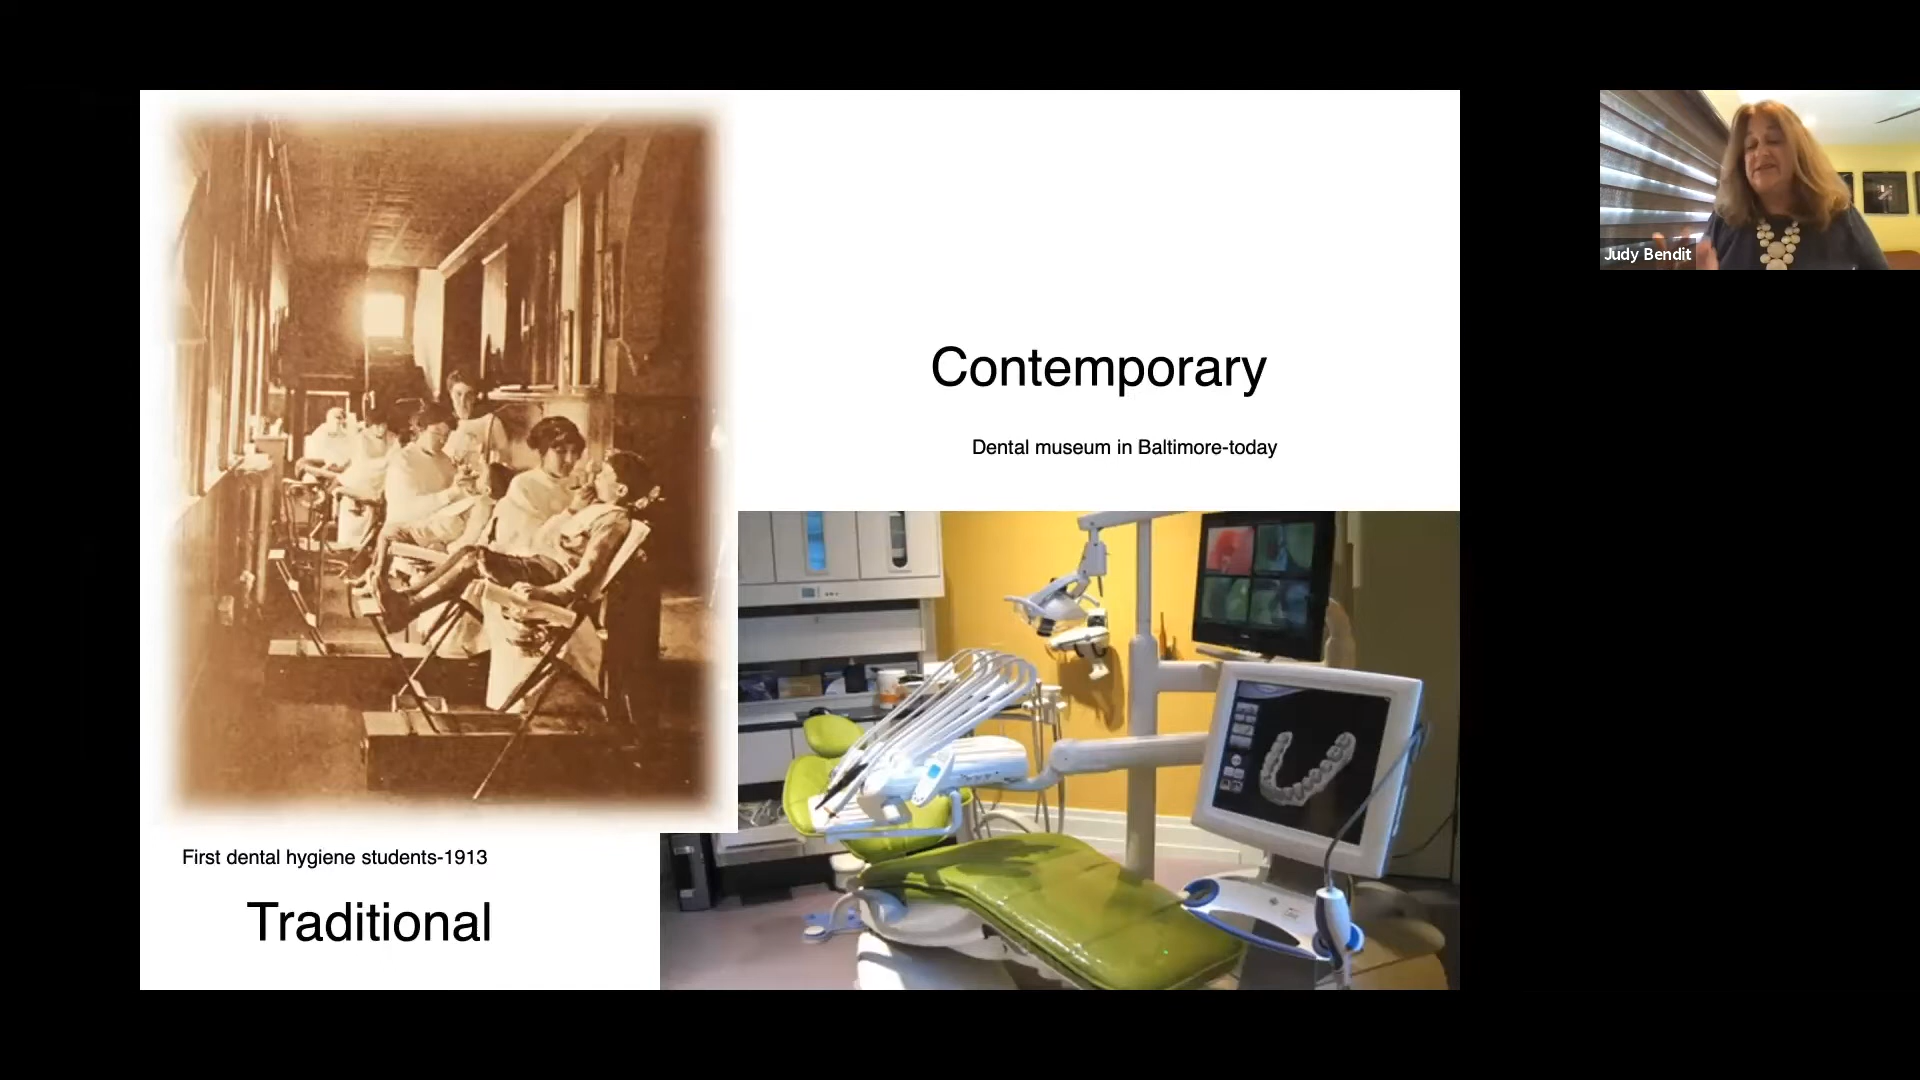 Contemporary
Dental museum in Baltimore-today
First dental hygiene students-1913
Traditional
Judy Bendit